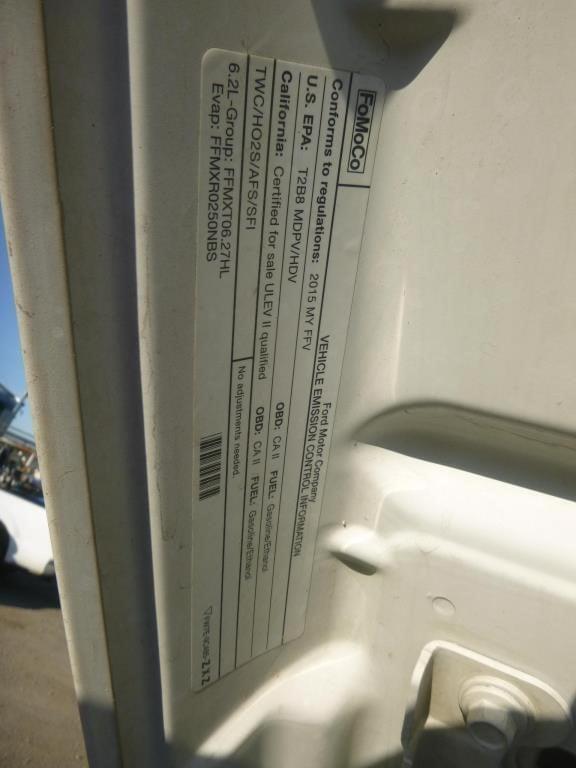 FoMoCo
Ford Motor Company
VEHICLE EMISSION CONTROL INFORMATION
Conforms to regulations: 2015 MY FFV
U.S. EPA: T2B8 MDPV/HDV OBD: CA II FUEL: Gasoline/Ethanol
California: Certified for sale ULEV II qualified OBD: CA II FUEL: Gasoline/Ethanol
TWC/HO2S/AFS/SFI No adjustments needed.
6.2L-Group: FFMXT06.27HL
Evap: FFMXR0250NBS